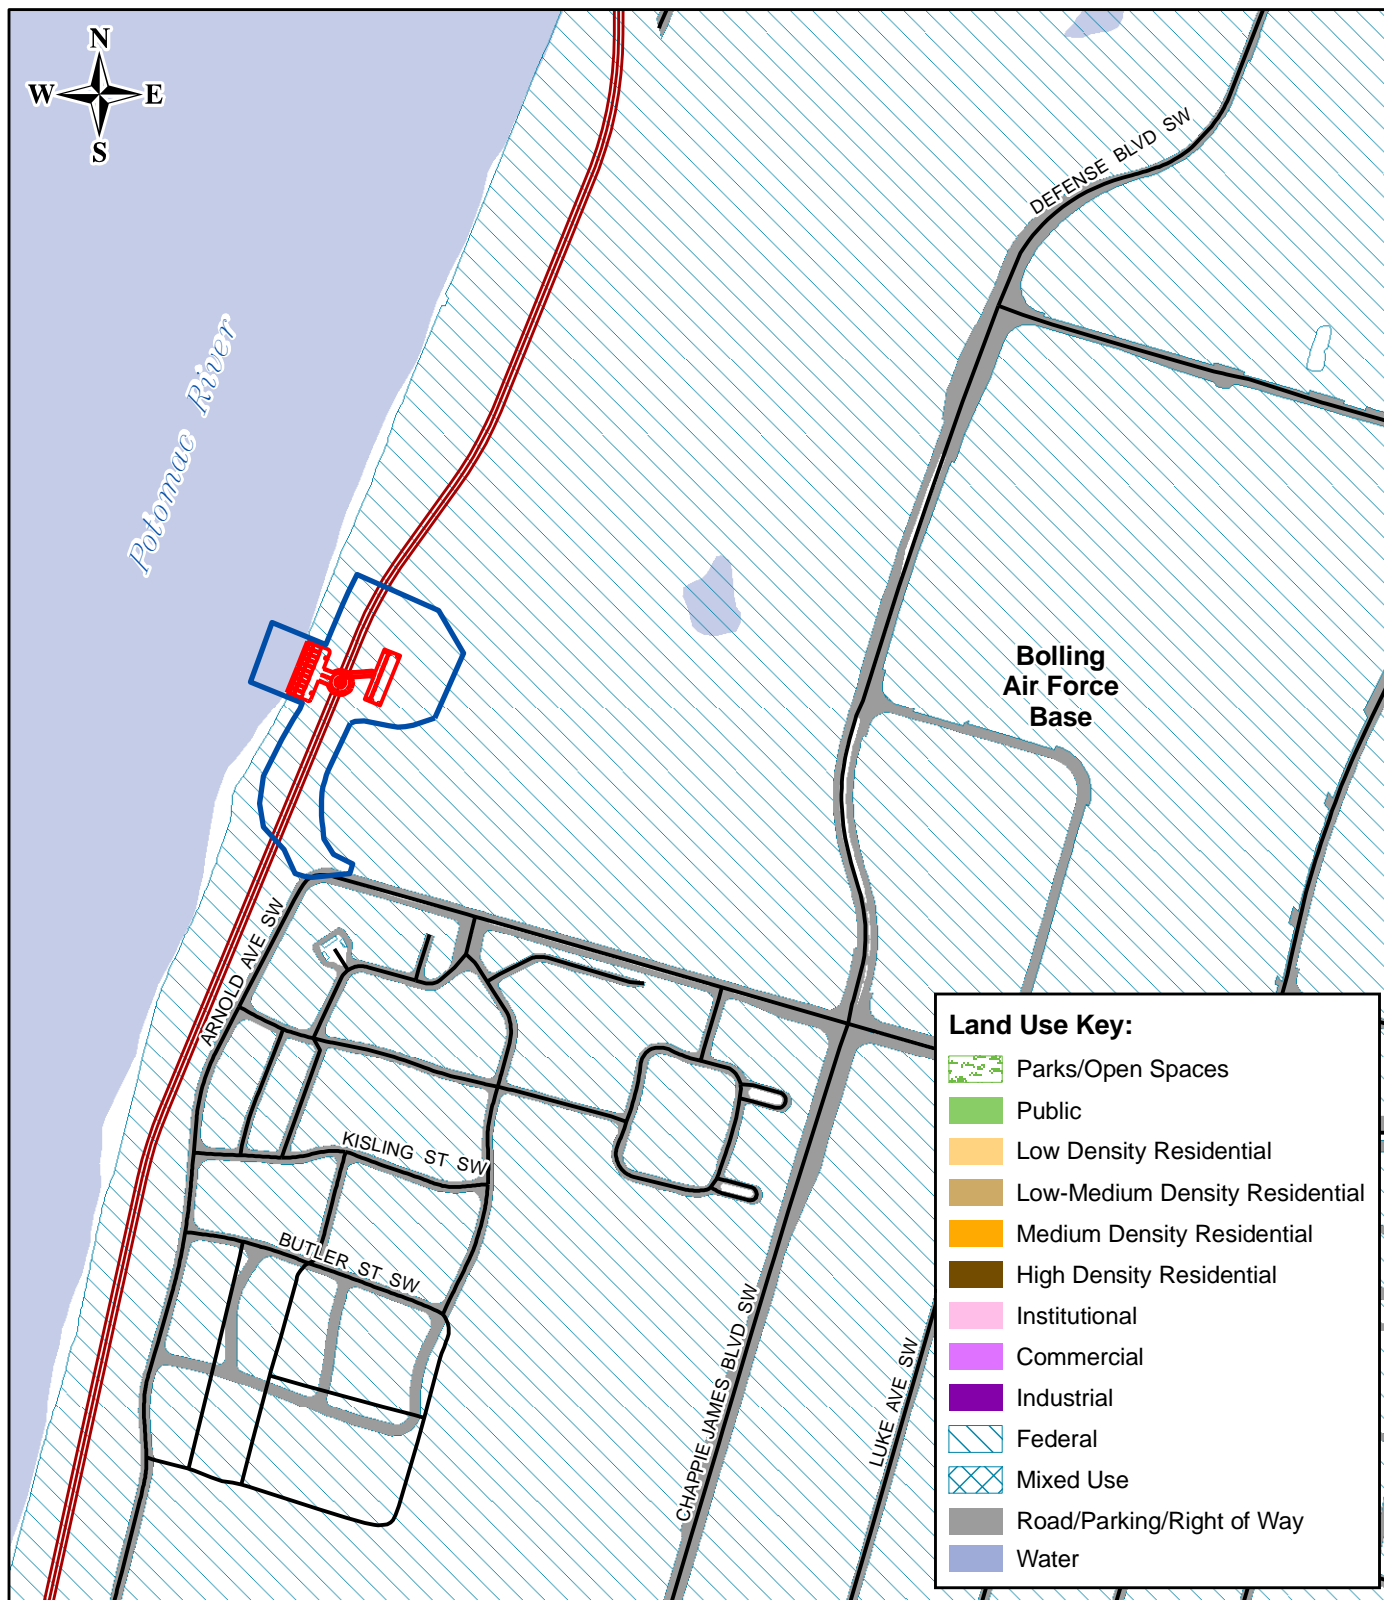 N
W E
S
DEFENSE BLVD SW
Potomac River
Bolling
Air Force
Base
ARNOLD AVE SW
KISLING ST SW
BUTLER ST SW
CHAPPIE JAMES BLVD SW
LUKE AVE SW
Land Use Key:
Parks/Open Spaces
Public
Low Density Residential
Low-Medium Density Residential
Medium Density Residential
High Density Residential
Institutional
Commercial
Industrial
Federal
Mixed Use
Road/Parking/Right of Way
Water